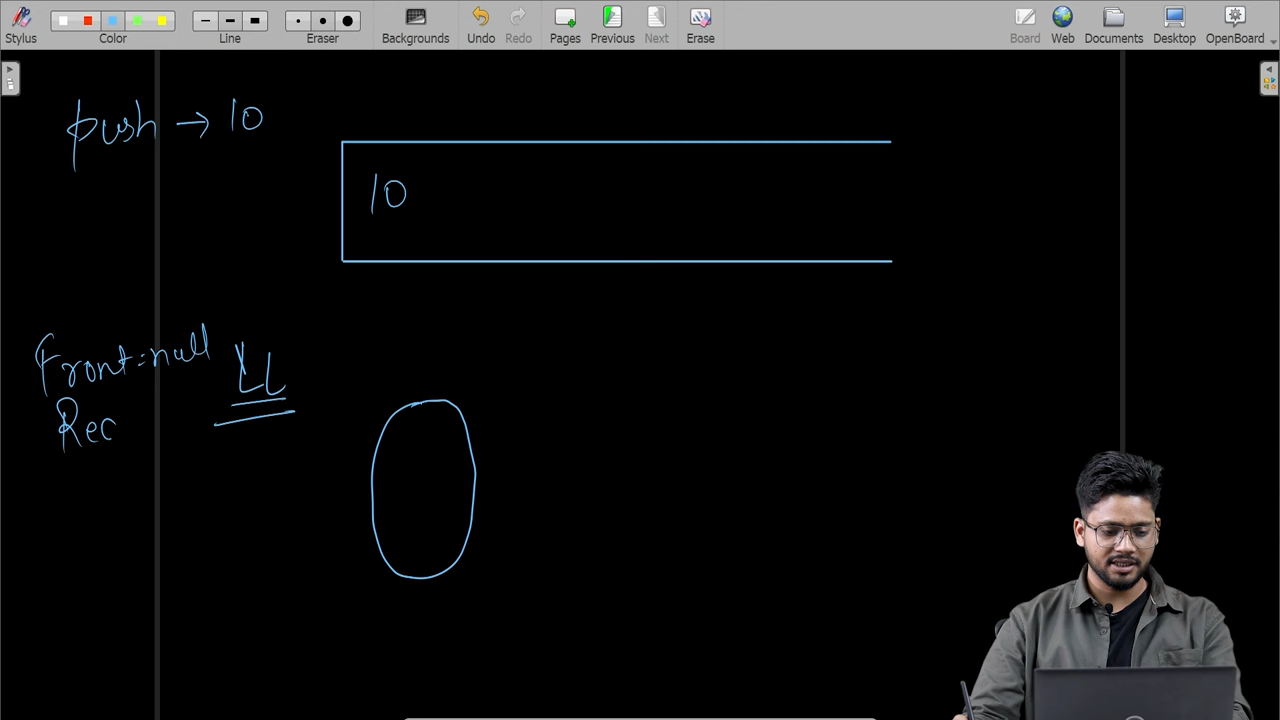 Stylus
Color
Line
Eraser
Backgrounds
Undo
Redo
Pages
Previous
Next
Erase
Board
Web
Documents
Desktop
OpenBoard
push → 10
10
Front=null
LL
Rec